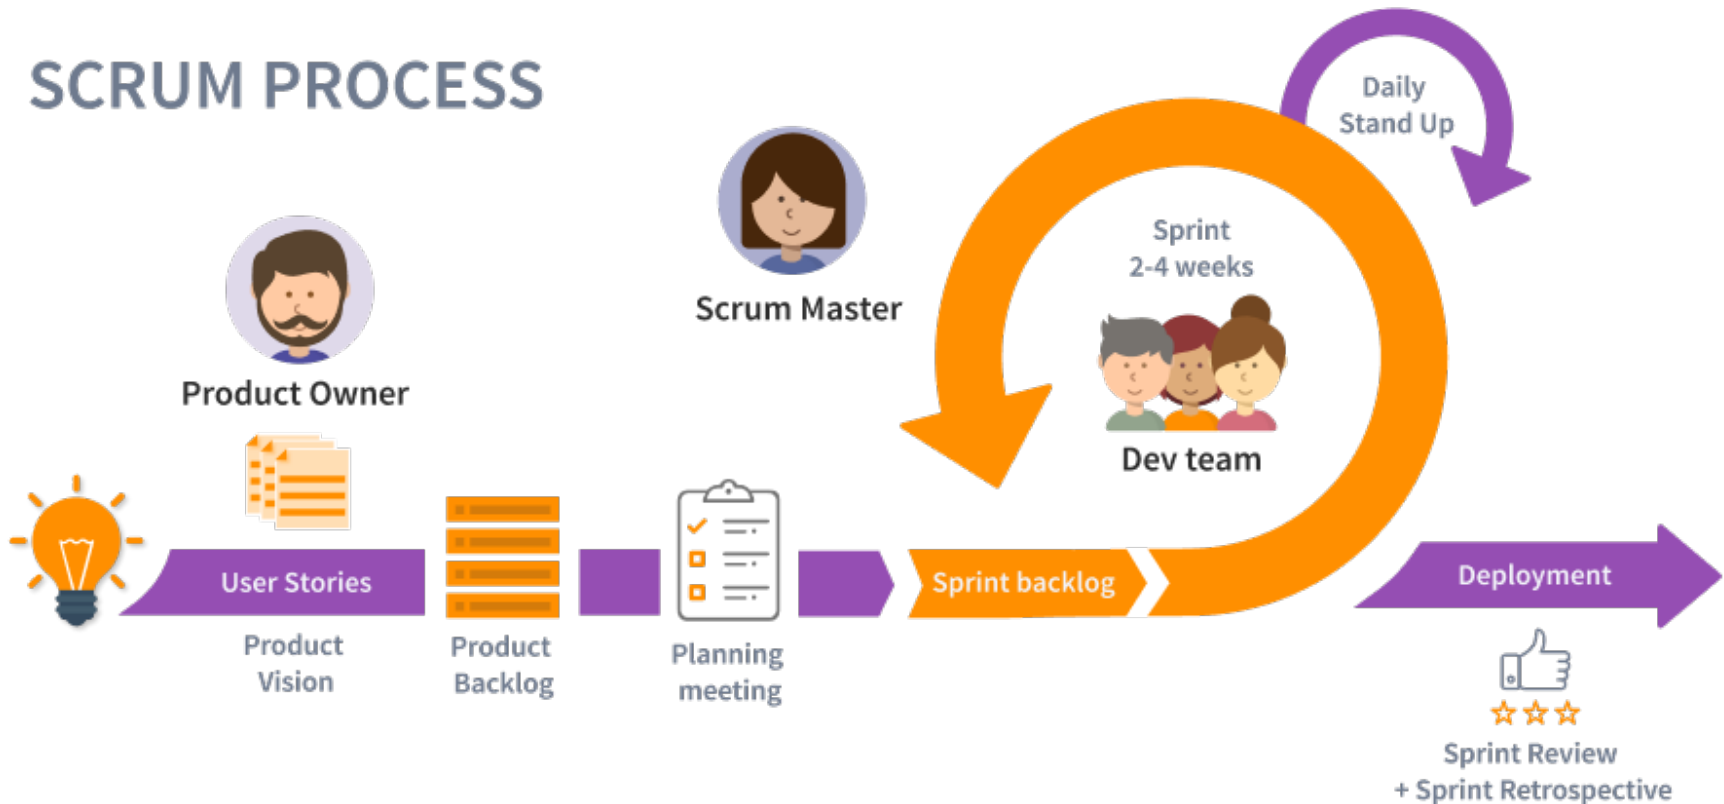 SCRUM PROCESS
Daily
Stand Up
Sprint
2-4 weeks
Scrum Master
Product Owner
Dev team
User Stories
Sprint backlog
Deployment
Product
Vision
Product
Backlog
Planning
meeting
Sprint Review
+ Sprint Retrospective